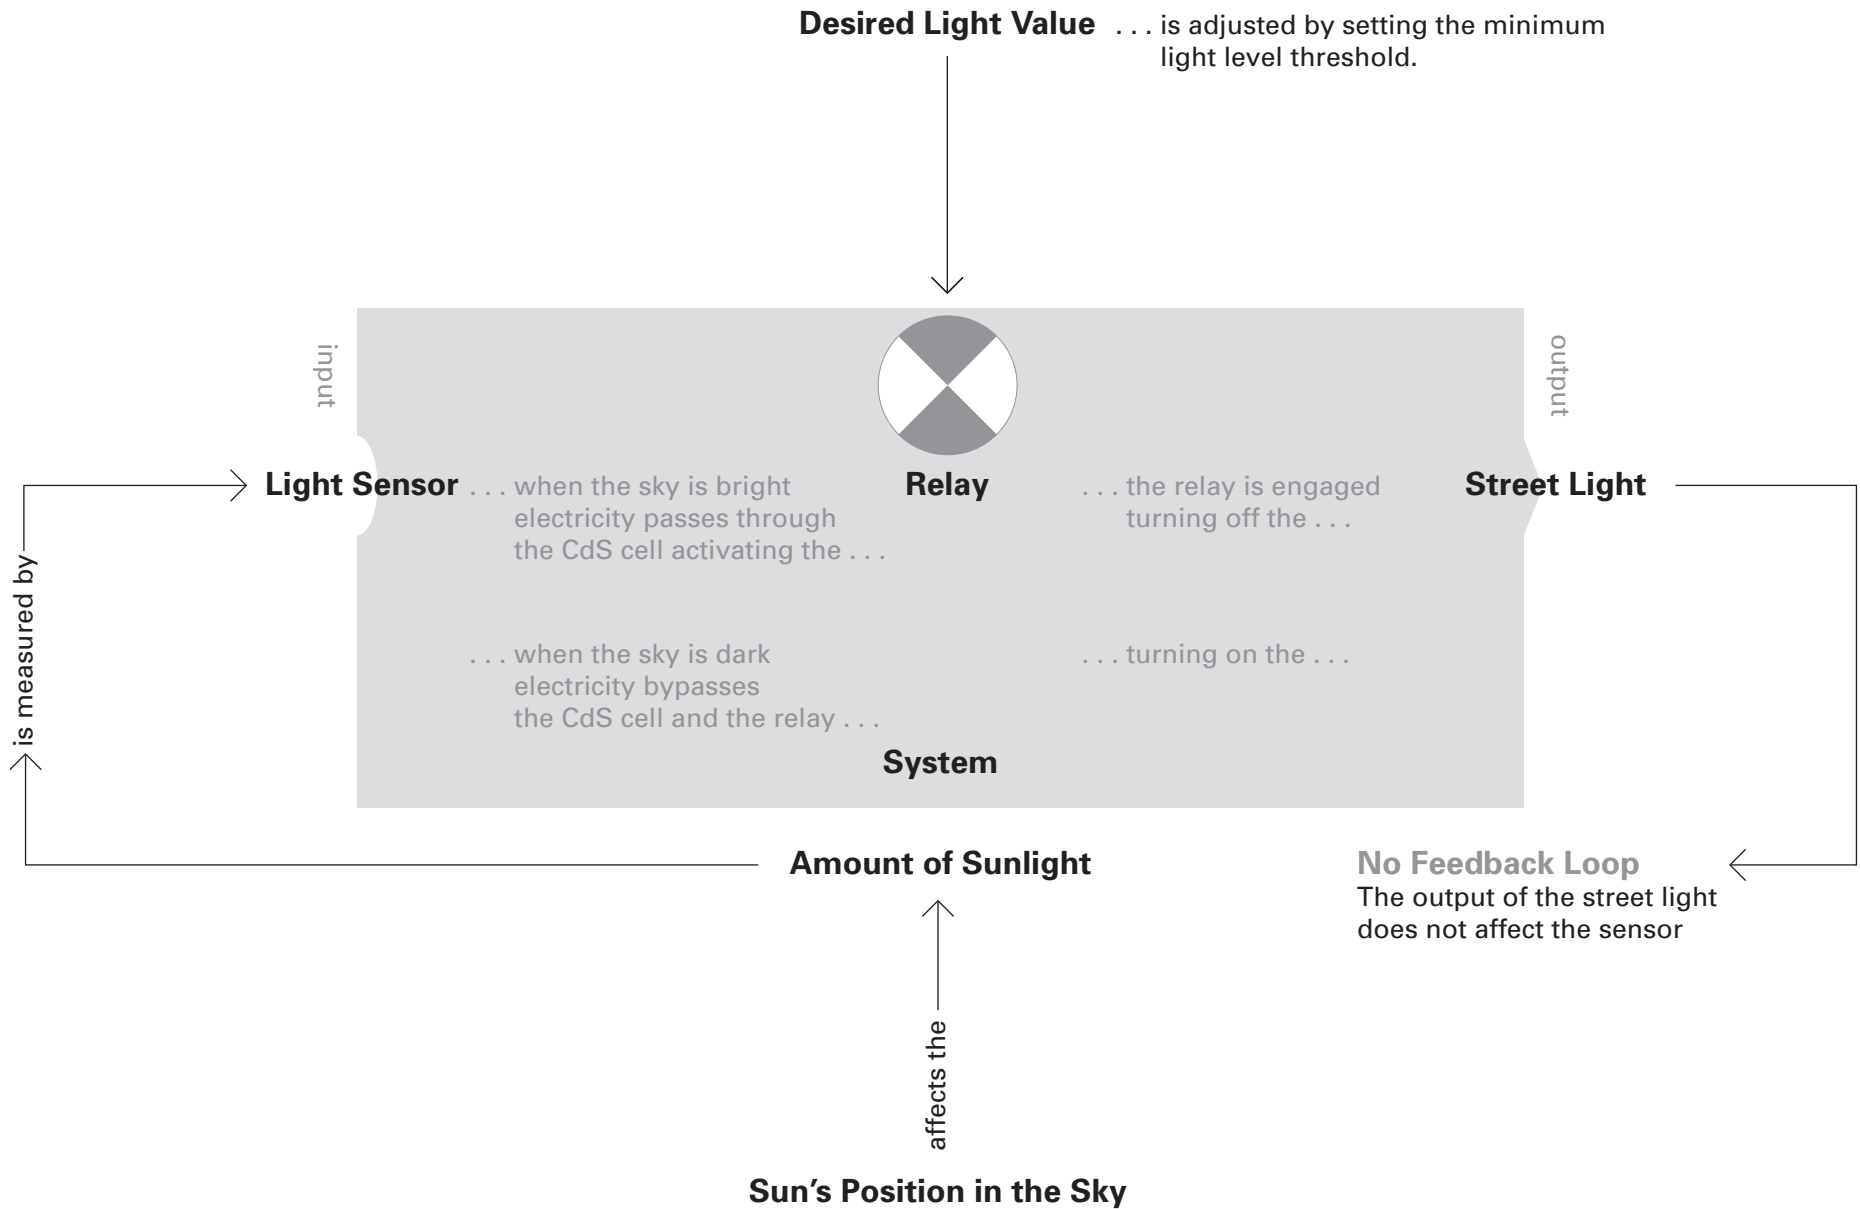 Desired Light Value . . . is adjusted by setting the minimum
light level threshold.
input
output
Light Sensor . . . when the sky is bright
electricity passes through
the CdS cell activating the . . .
Relay
. . . the relay is engaged
turning off the . . .
Street Light
. . . when the sky is dark
electricity bypasses
the CdS cell and the relay . . .
. . . turning on the . . .
System
is measured by
Amount of Sunlight
No Feedback Loop
The output of the street light
does not affect the sensor
affects the
Sun’s Position in the Sky